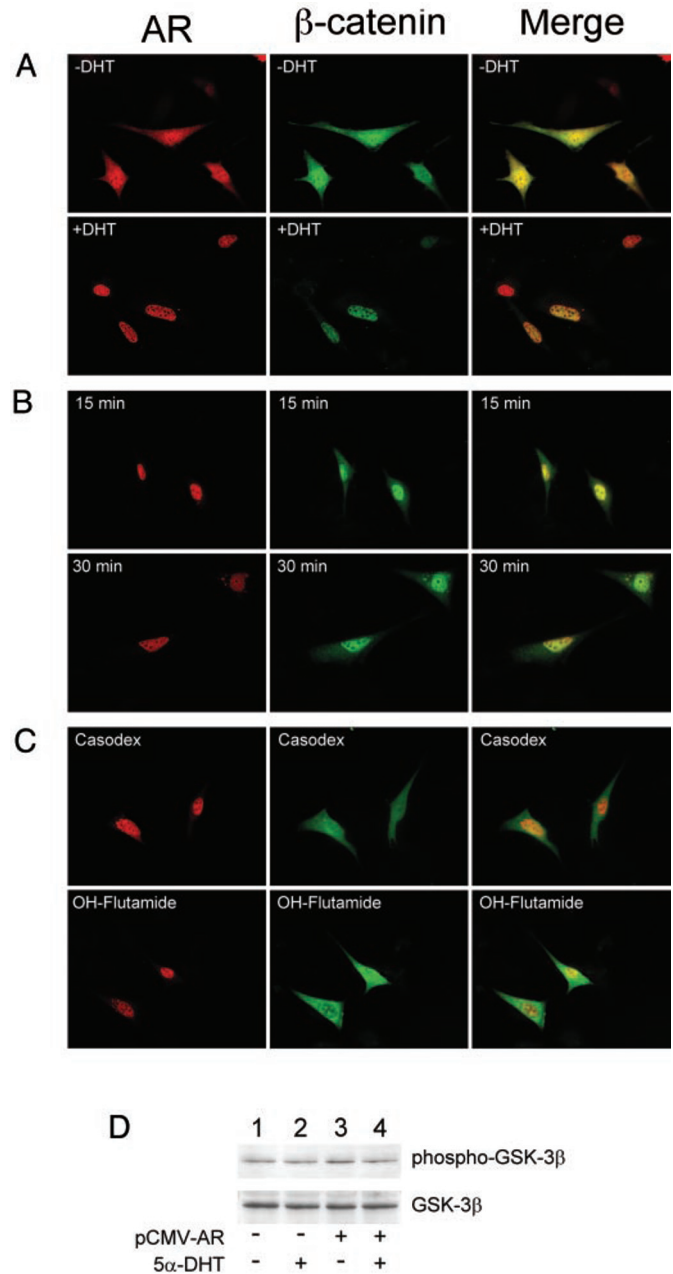 AR β-catenin Merge
A
-DHT -DHT -DHT
+DHT +DHT +DHT
B
15 min 15 min 15 min
30 min 30 min 30 min
C
Casodex Casodex Casodex
OH-Flutamide OH-Flutamide OH-Flutamide
D
1 2 3 4
phospho-GSK-3β
GSK-3β
pCMV-AR - - + +
5α-DHT - + - +